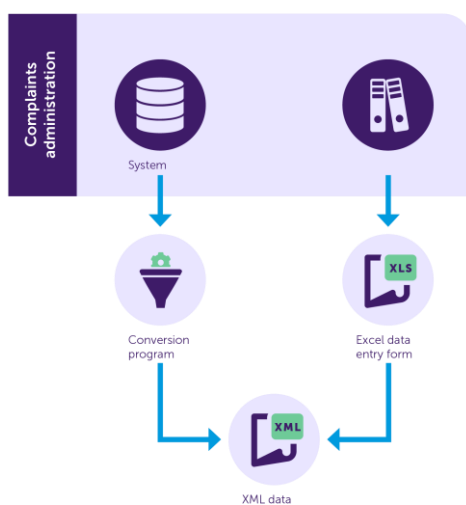 Complaints
administration
System
XLS
Conversion
program
Excel data
entry form
XML
XML data